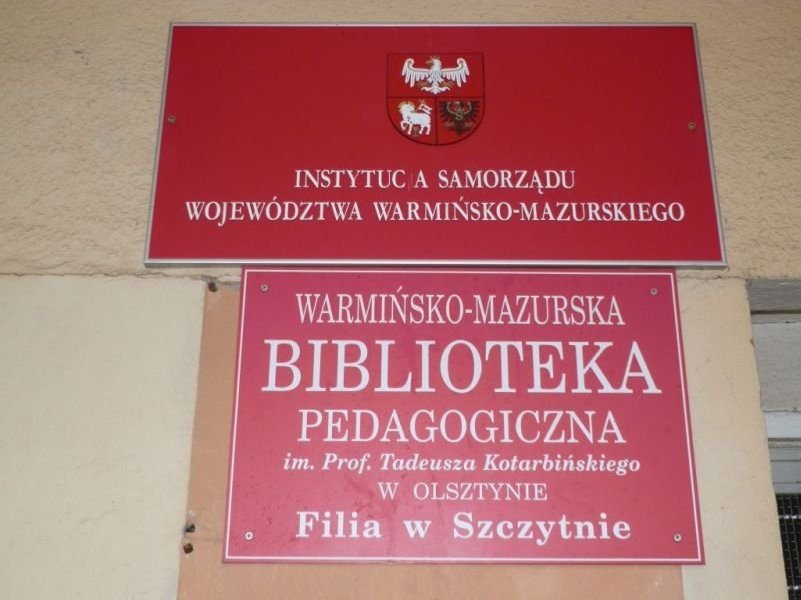 INSTYTUCJA SAMORZĄDU
WOJEWÓDZTWA WARMIŃSKO-MAZURSKIEGO
WARMIŃSKO-MAZURSKA
BIBLIOTEKA
PEDAGOGICZNA
im. Prof. Tadeusza Kotarbińskiego
W OLSZTYNIE
Filia w Szczytnie